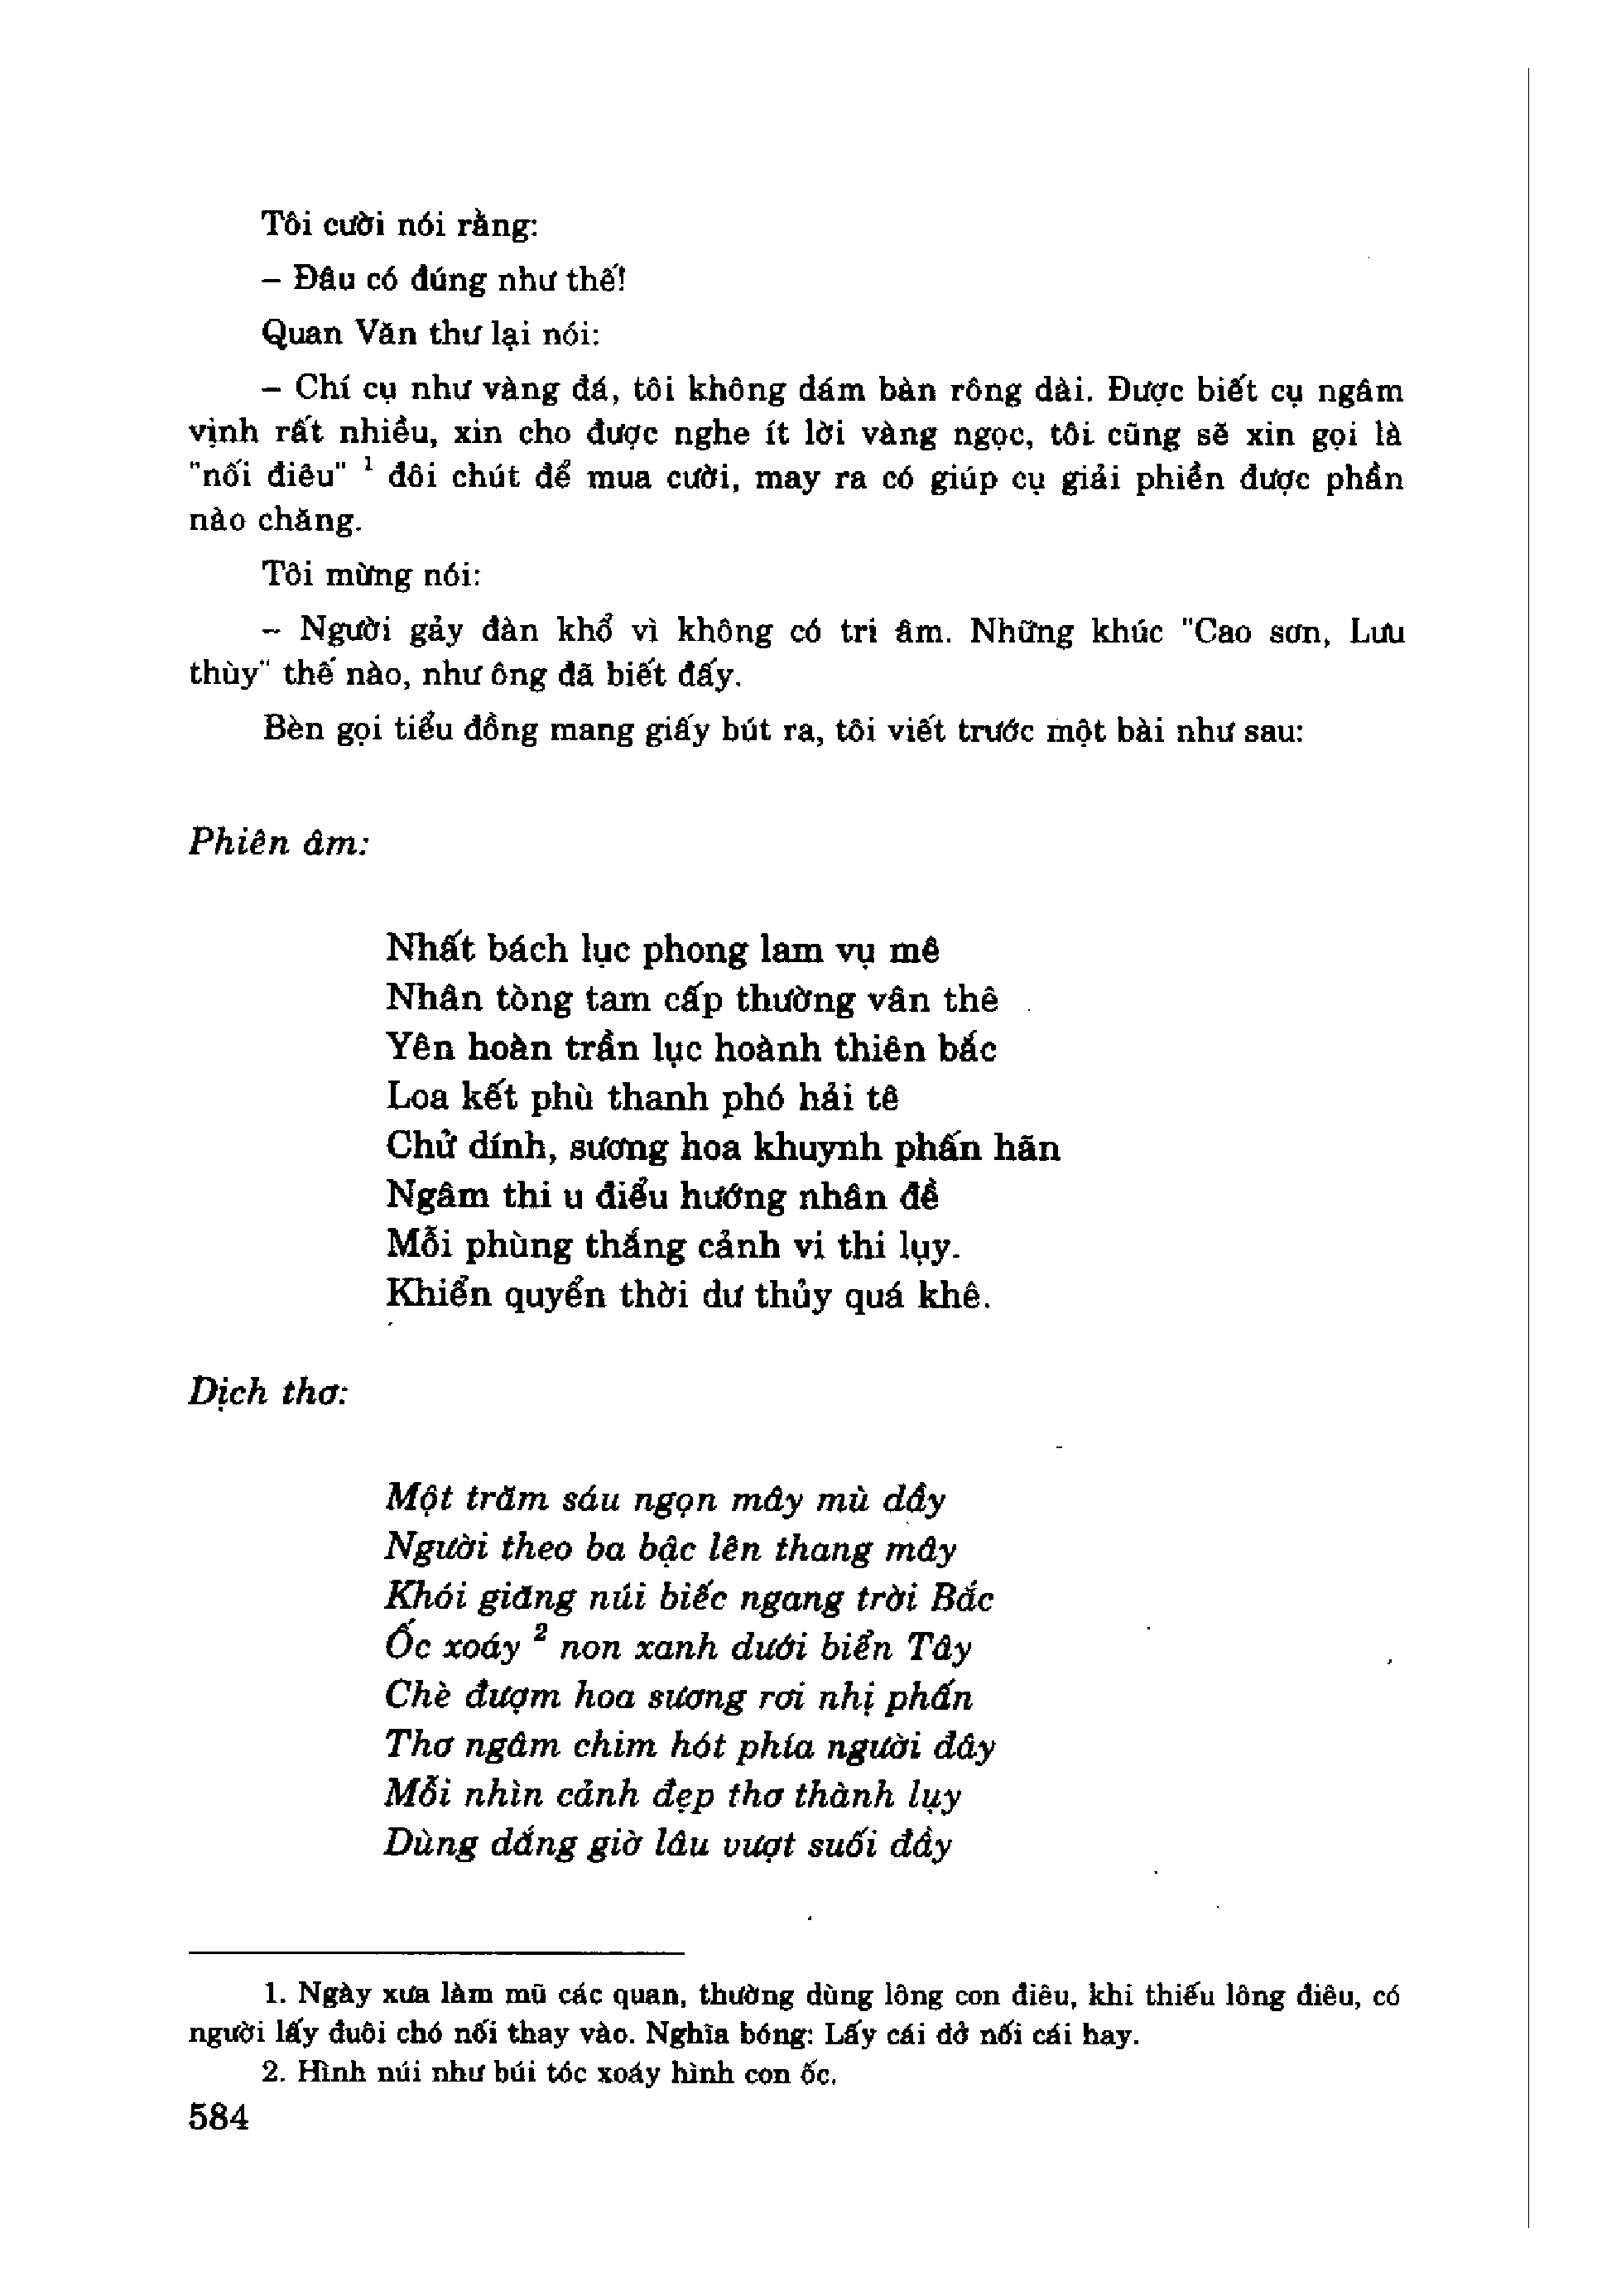 Tôi cười nói rằng:
– Đâu có đúng như thế!
Quan Văn thư lại nói:
– Chí cụ như vàng đá, tôi không dám bàn rông dài. Được biết cụ ngâm
vịnh rất nhiều, xin cho được nghe ít lời vàng ngọc, tôi cũng sẽ xin gọi là
"nối điêu" ¹ đôi chút để mua cười, may ra có giúp cụ giải phiền được phần
nào chăng.
Tôi mừng nói:
– Người gảy đàn khổ vì không có tri âm. Những khúc "Cao sơn, Lưu
thùy" thế nào, như ông đã biết đấy.
Bèn gọi tiểu đồng mang giấy bút ra, tôi viết trước một bài như sau:
Phiên âm:
Nhất bách lục phong lam vụ mê
Nhân tòng tam cấp thường vân thê
Yên hoàn trần lục hoành thiên bắc
Loa kết phù thanh phó hải tê
Chử dính, sương hoa khuynh phấn hãn
Ngâm thi u điểu hướng nhân đề
Mỗi phùng thắng cảnh vi thi lụy.
Khiển quyển thời dư thủy quá khê.
Dịch thơ:
Một trăm sáu ngọn mây mù dầy
Người theo ba bậc lên thang mây
Khói giăng núi biếc ngang trời Bắc
Ốc xoáy ² non xanh dưới biển Tây
Chè đượm hoa sương rơi nhị phấn
Thơ ngâm chim hót phía người đây
Mỗi nhìn cảnh đẹp thơ thành lụy
Dùng dắng giờ lâu vượt suối đầy
1. Ngày xưa làm mũ các quan, thường dùng lông con điêu, khi thiếu lông điêu, có
người lấy đuôi chó nối thay vào. Nghĩa bóng: Lấy cái dở nối cái hay.
2. Hình núi như búi tóc xoáy hình con ốc.
584